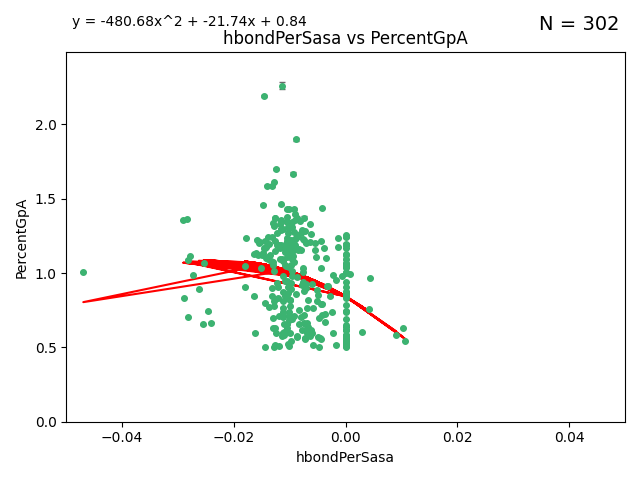 y = -480.68x^2 + -21.74x + 0.84
N = 302
hbondPerSasa vs PercentGpA
PercentGpA
2.0
1.5
1.0
0.5
0.0
−0.04 −0.02 0.00 0.02 0.04
hbondPerSasa